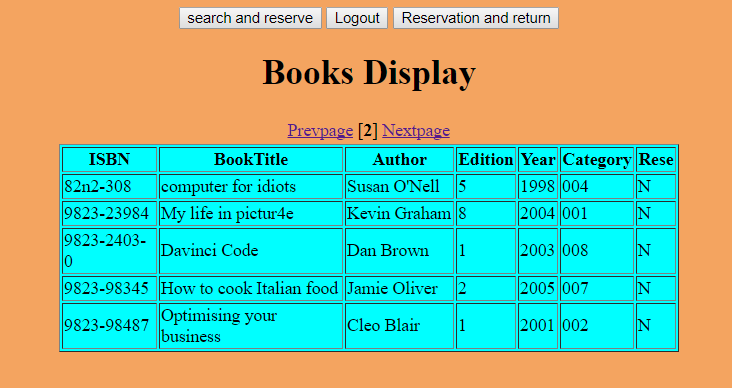 search and reserve Logout Reservation and return
Books Display
Prevpage [2] Nextpage
ISBN BookTitle Author Edition Year Category Rese
82n2-308 computer for idiots Susan O'Nell 5 1998 004 N
9823-23984 My life in pictur4e Kevin Graham 8 2004 001 N
9823-2403-
0 Davinci Code Dan Brown 1 2003 008 N
9823-98345 How to cook Italian food Jamie Oliver 2 2005 007 N
9823-98487 Optimising your
business Cleo Blair 1 2001 002 N